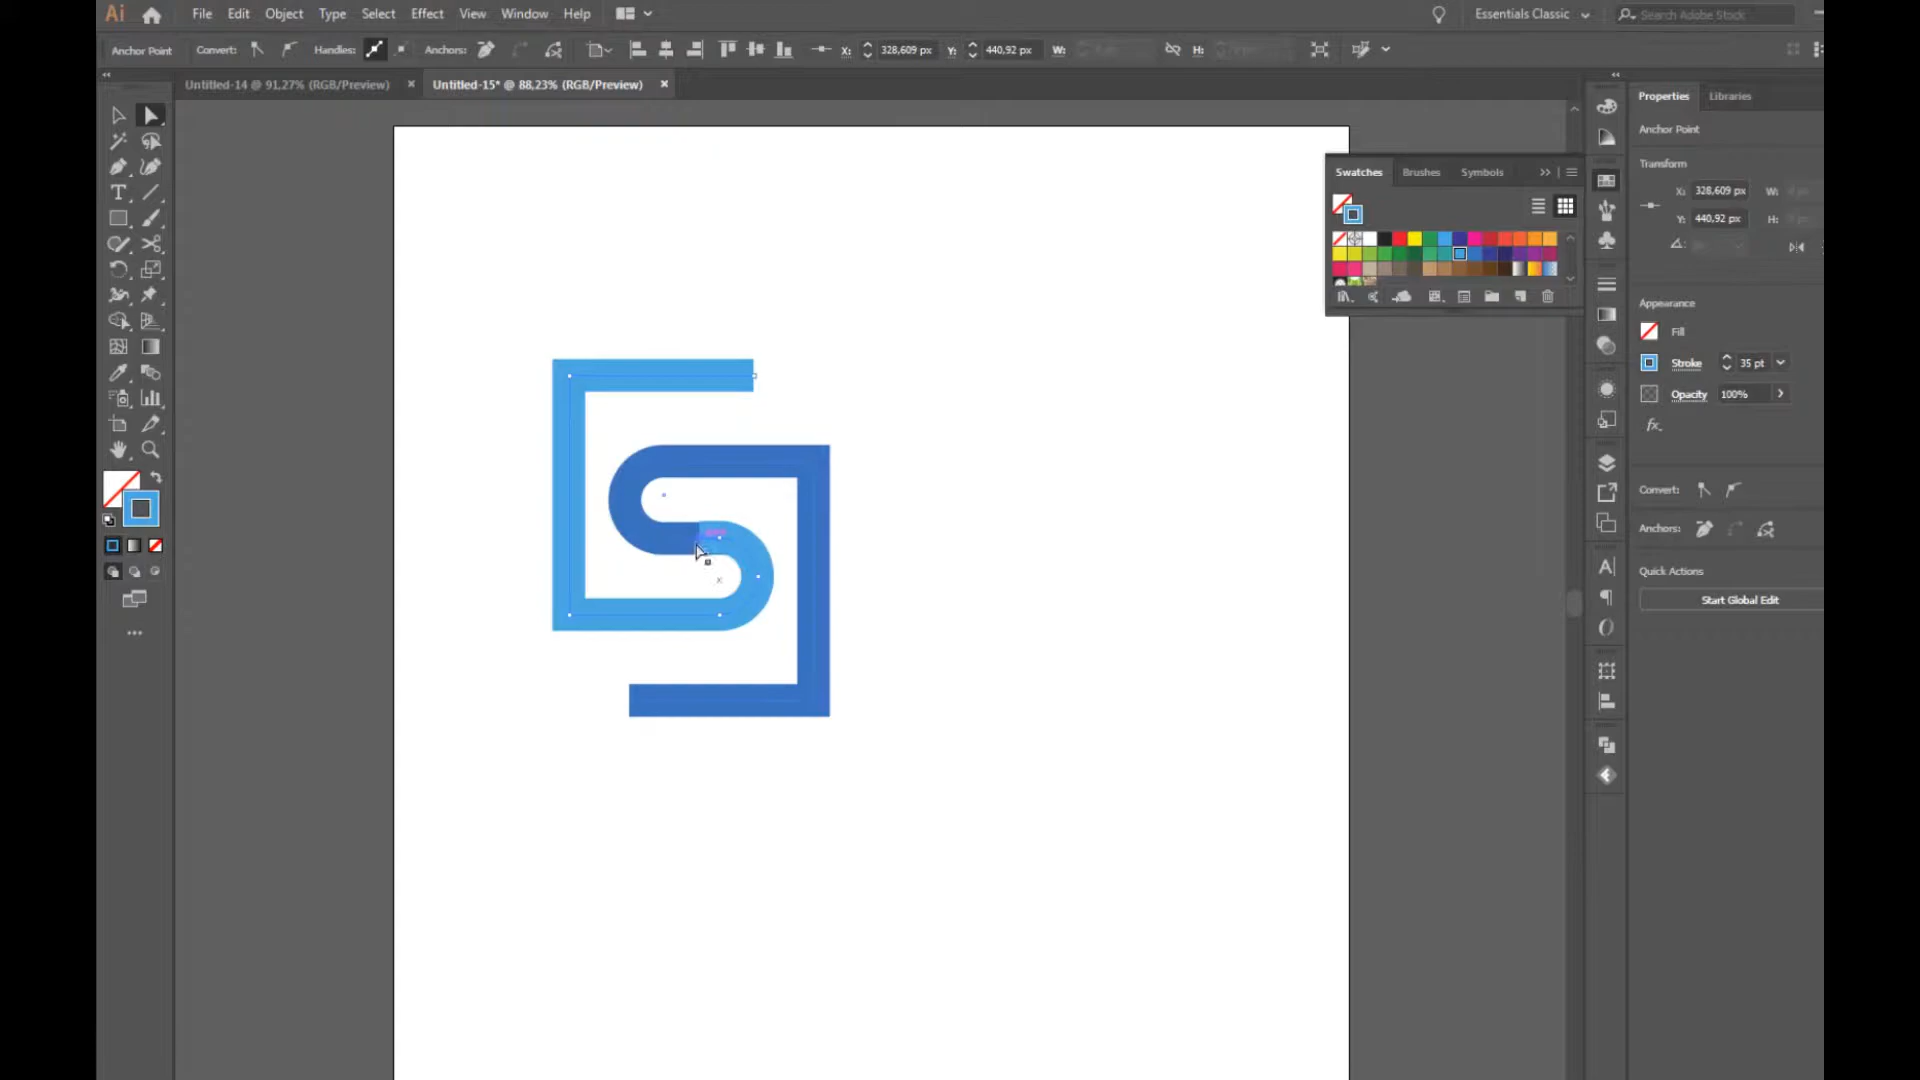 Ai File Edit Object Type Select Effect View Window Help Essentials Classic Search Adobe Stock
Anchor Point Convert: Handles: Anchors: X: 328,609 px Y: 440,92 px W: H:
Untitled-14 @ 91,27% (RGB/Preview) × Untitled-15* @ 88,23% (RGB/Preview) ×
Properties Libraries
Anchor Point
Transform
X: 328,609 px W:
Y: 440,92 px H:
Swatches Brushes Symbols
Appearance
Fill
Stroke 35 pt
Opacity 100%
fx.
Convert:
Anchors:
Quick Actions
Start Global Edit